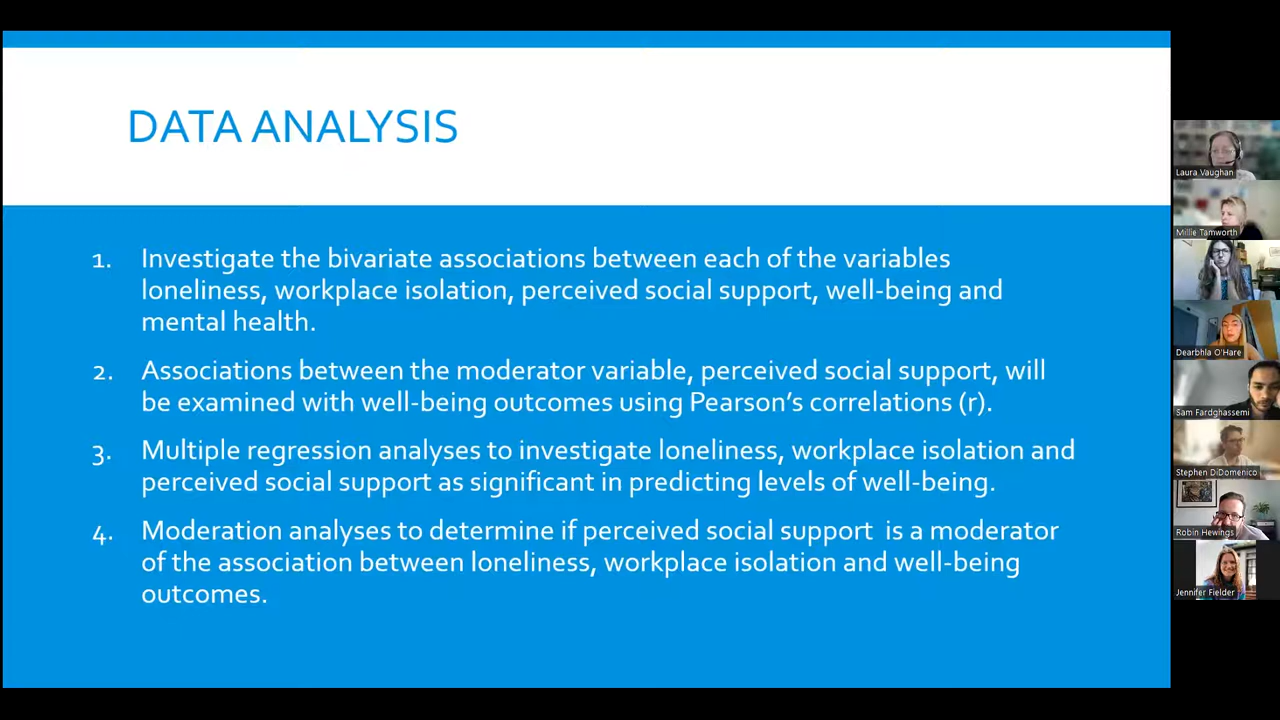 DATA ANALYSIS
1. Investigate the bivariate associations between each of the variables
loneliness, workplace isolation, perceived social support, well-being and
mental health.
2. Associations between the moderator variable, perceived social support, will
be examined with well-being outcomes using Pearson’s correlations (r).
3. Multiple regression analyses to investigate loneliness, workplace isolation and
perceived social support as significant in predicting levels of well-being.
4. Moderation analyses to determine if perceived social support  is a moderator
of the association between loneliness, workplace isolation and well-being
outcomes.
Laura Vaughan
Millie Tamworth
Dearbhla O'Hare
Sam Fardghassemi
Stephen DiDomenico
Robin Hewings
Jennifer Fielder